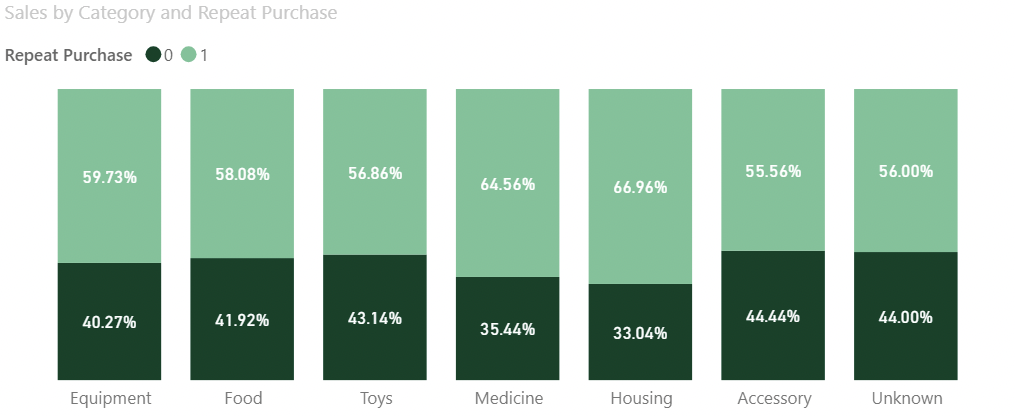 Sales by Category and Repeat Purchase
Repeat Purchase 0 1
59.73% 58.08% 56.86% 64.56% 66.96% 55.56% 56.00%
40.27% 41.92% 43.14% 35.44% 33.04% 44.44% 44.00%
Equipment Food Toys Medicine Housing Accessory Unknown